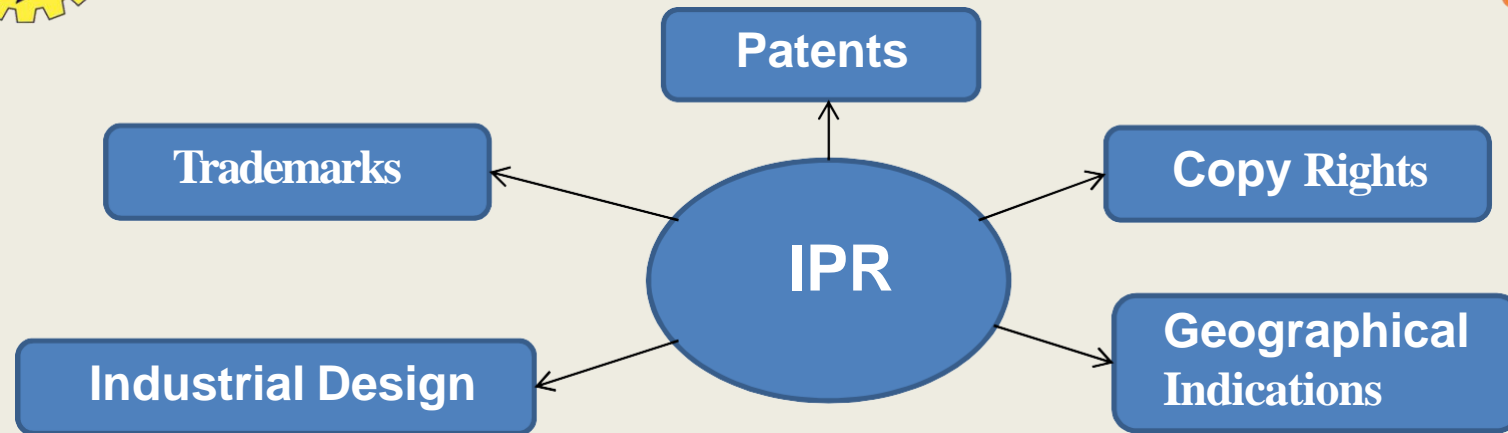 Patents
Trademarks
Copy Rights
IPR
Geographical
Indications
Industrial Design